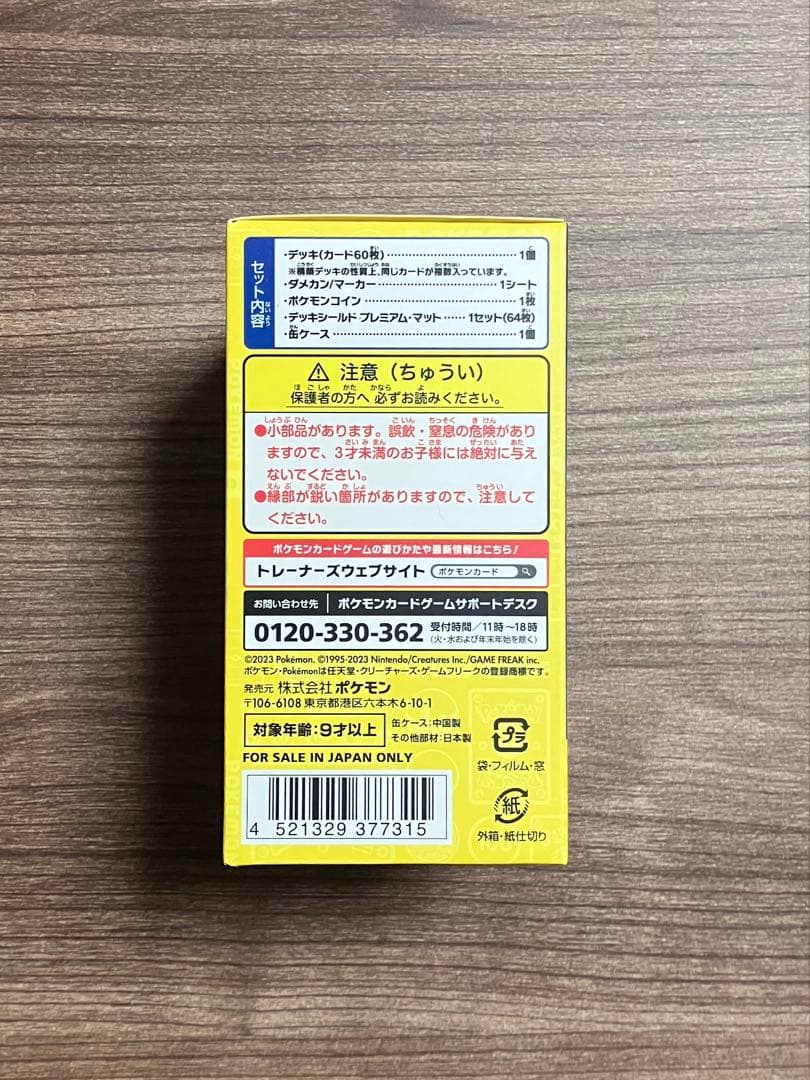 セット内容
・デッキ(カード60枚) 1個
※構築デッキの性質上、同じカードが複数入っています。
・ダメカン/マーカー 1シート
・ポケモンコイン 1枚
・デッキシールド プレミアム・マット 1セット(64枚)
・缶ケース 1個
⚠ 注意（ちゅうい）
保護者の方へ 必ずお読みください。
●小部品があります。誤飲・窒息の危険があり
ますので、3才未満のお子様には絶対に与え
ないでください。
●縁部が鋭い箇所がありますので、注意して
ください。
ポケモンカードゲームの遊びかたや最新情報はこちら!
トレーナーズウェブサイト ポケモンカード
お問い合わせ先 ポケモンカードゲームサポートデスク
0120-330-362 受付時間／11時〜18時
(火・水および年末年始を除く)
©2023 Pokémon. ©1995-2023 Nintendo/Creatures Inc./GAME FREAK inc.
ポケモン・Pokémonは任天堂・クリーチャーズ・ゲームフリークの登録商標です。
発売元 株式会社ポケモン
〒106-6108 東京都港区六本木6-10-1
対象年齢:9才以上
缶ケース:中国製
その他部材:日本製
FOR SALE IN JAPAN ONLY
プラ
袋・フィルム・窓
紙
外箱・紙仕切り
4 521329 377315